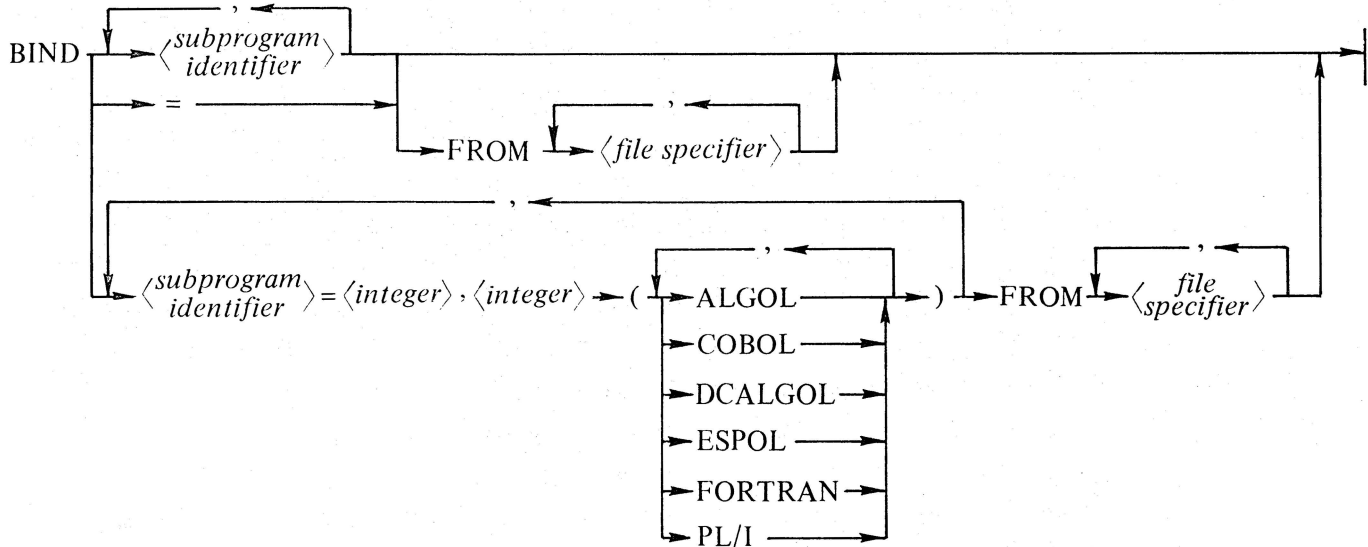 ,
BIND ⟨subprogram identifier⟩
=
,
FROM ⟨file specifier⟩
,
,
,
⟨subprogram identifier⟩ = ⟨integer⟩ , ⟨integer⟩ ( ALGOL ) FROM ⟨file specifier⟩
COBOL
DCALGOL
ESPOL
FORTRAN
PL/I